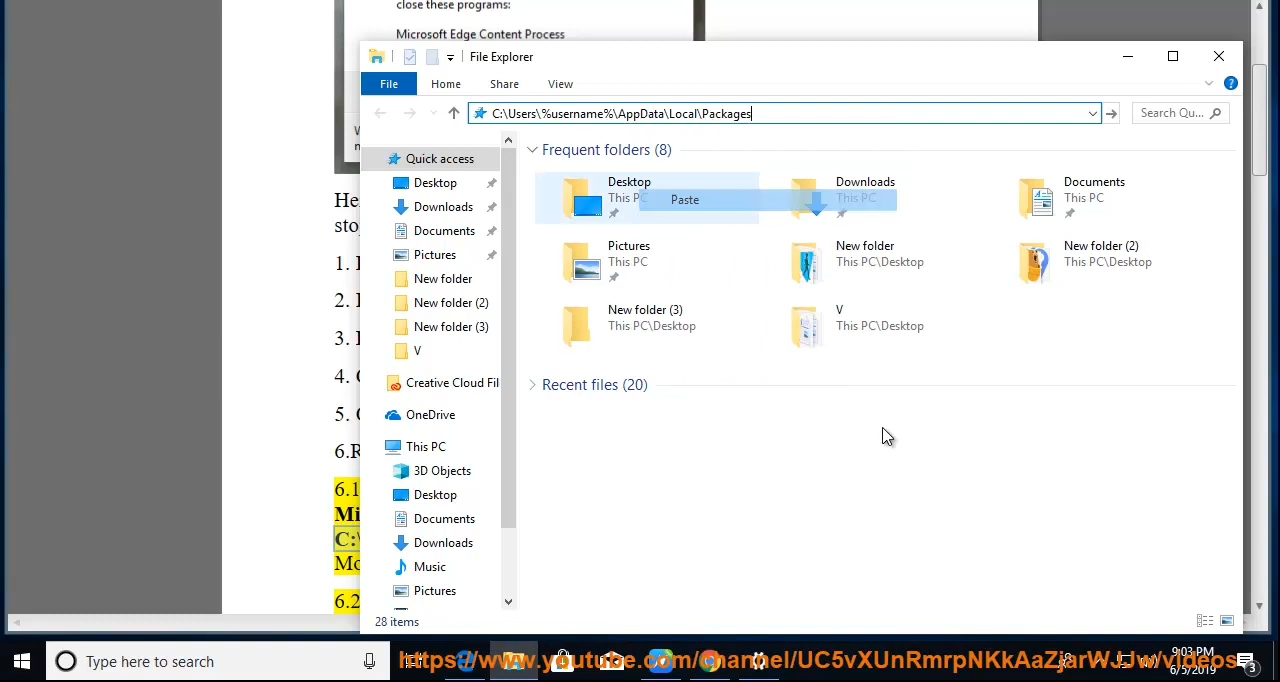 close these programs:
Microsoft Edge Content Process
File Explorer
File
Home
Share
View
C:\Users\%username%\AppData\Local\Packages
Search Qu...
Quick access
Desktop
Downloads
Documents
Pictures
New folder
New folder (2)
New folder (3)
V
Creative Cloud Fil
OneDrive
This PC
3D Objects
Desktop
Documents
Downloads
Music
Pictures
Frequent folders (8)
Desktop
This PC
Paste
Downloads
This PC
Documents
This PC
Pictures
This PC
New folder
This PC\Desktop
New folder (2)
This PC\Desktop
New folder (3)
This PC\Desktop
V
This PC\Desktop
Recent files (20)
28 items
He
sto
1.
2.
3.
4.
5.
6.R
6.1
Mi
C:\
Mo
6.2
Type here to search
https://www.youtube.com/channel/UC5vXUnRmrpNKkAaZjarWJJw/videos
9:03 PM
6/5/2019
3